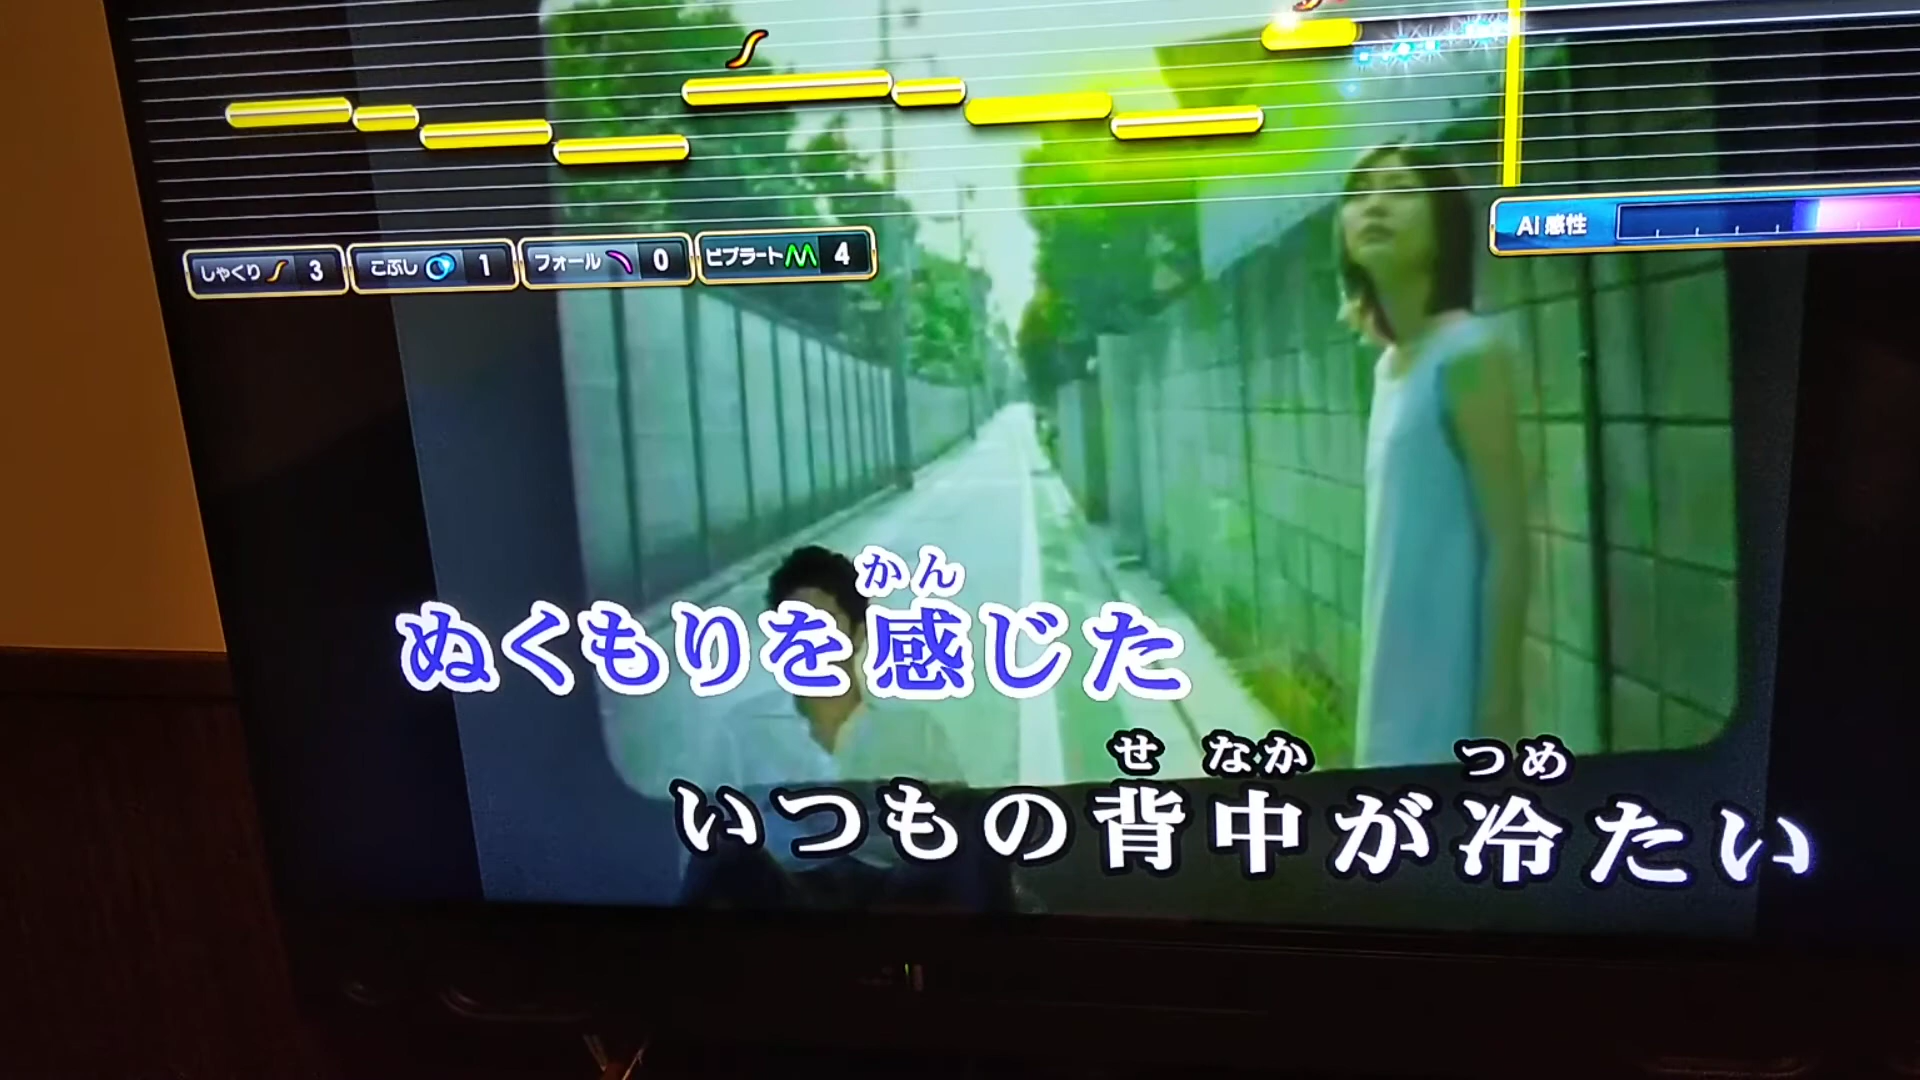 しゃくり 3 こぶし 1 フォール 0 ビブラート 4
AI 感性
かん
ぬくもりを感じた
せ なか つめ
いつもの背中が冷たい